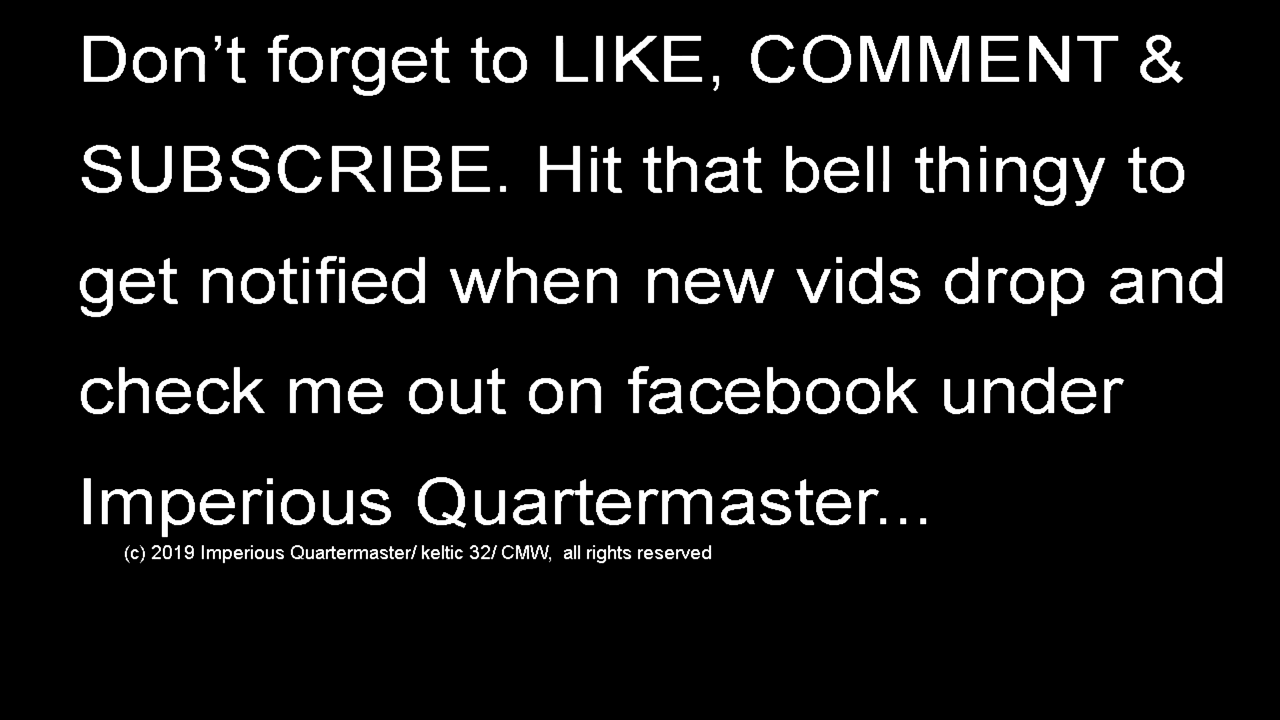 Don’t forget to LIKE, COMMENT &
SUBSCRIBE. Hit that bell thingy to
get notified when new vids drop and
check me out on facebook under
Imperious Quartermaster...
(c) 2019 Imperious Quartermaster/ keltic 32/ CMW,  all rights reserved